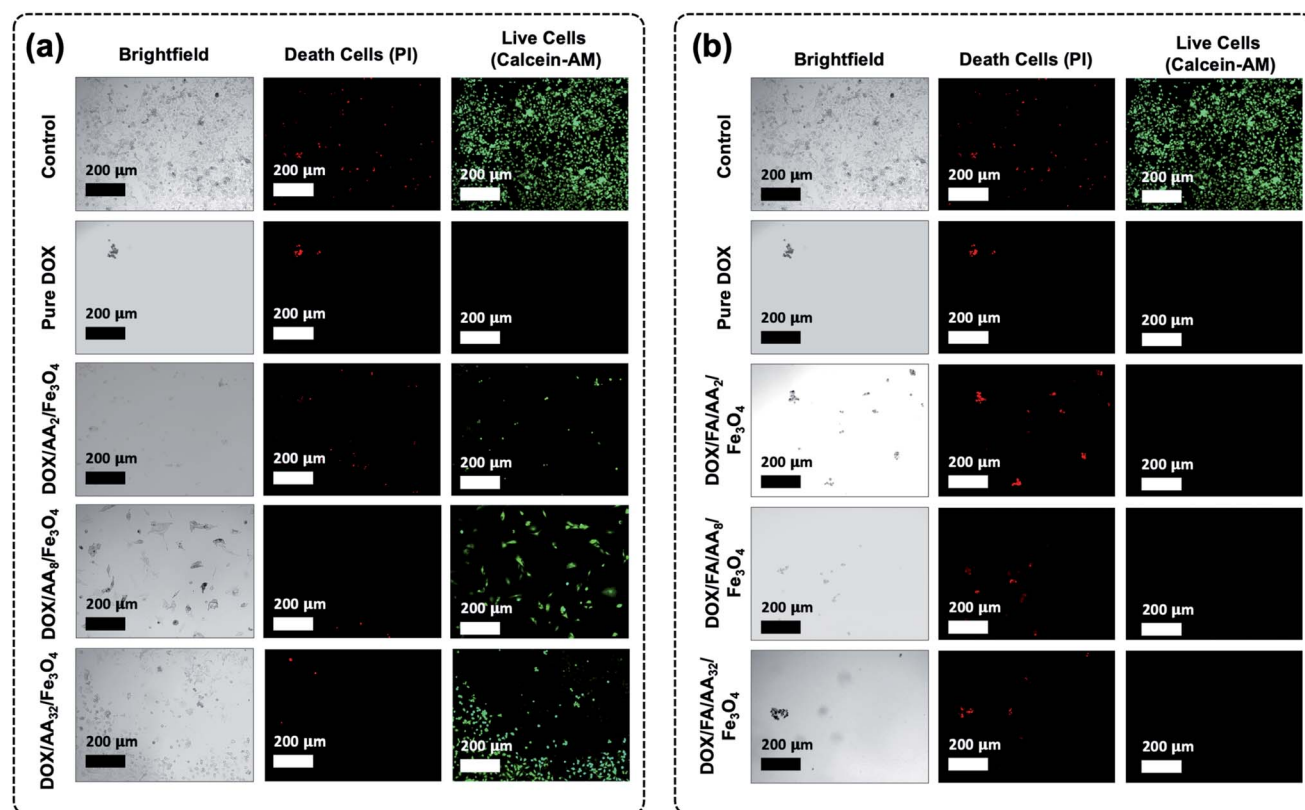 (a)
Brightfield
Death Cells (PI)
Live Cells
(Calcein-AM)
Control
200 µm
200 µm
200 µm
Pure DOX
200 µm
200 µm
200 µm
DOX/AA₂/Fe₃O₄
200 µm
200 µm
200 µm
DOX/AA₈/Fe₃O₄
200 µm
200 µm
200 µm
DOX/AA₃₂/Fe₃O₄
200 µm
200 µm
200 µm
(b)
Brightfield
Death Cells (PI)
Live Cells
(Calcein-AM)
Control
200 µm
200 µm
200 µm
Pure DOX
200 µm
200 µm
200 µm
DOX/FA/AA₂/
Fe₃O₄
200 µm
200 µm
200 µm
DOX/FA/AA₈/
Fe₃O₄
200 µm
200 µm
200 µm
DOX/FA/AA₃₂/
Fe₃O₄
200 µm
200 µm
200 µm